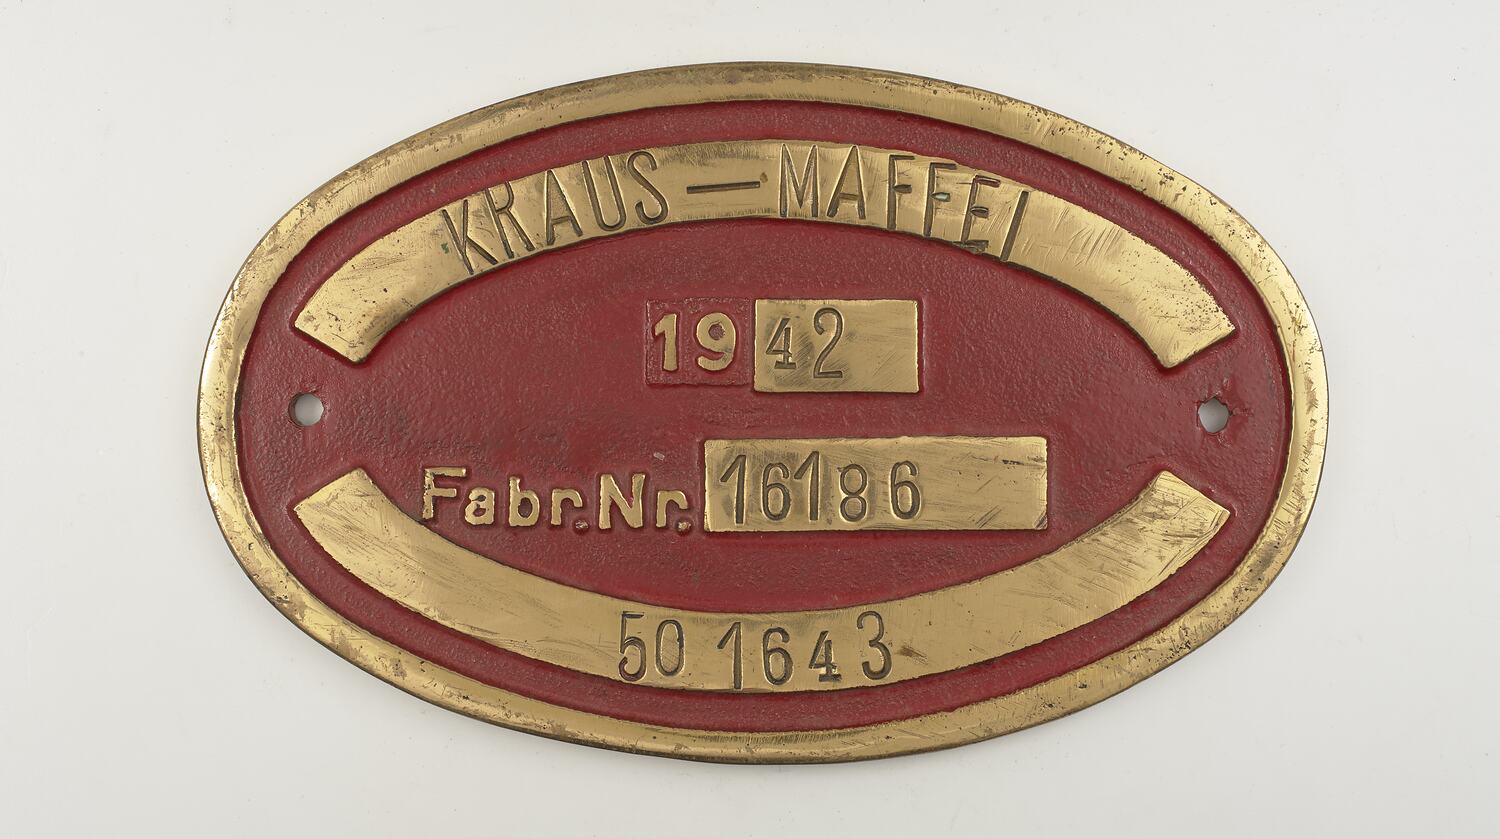 KRAUS — MAFFEI
1942
Fabr.Nr. 16186
50 1643